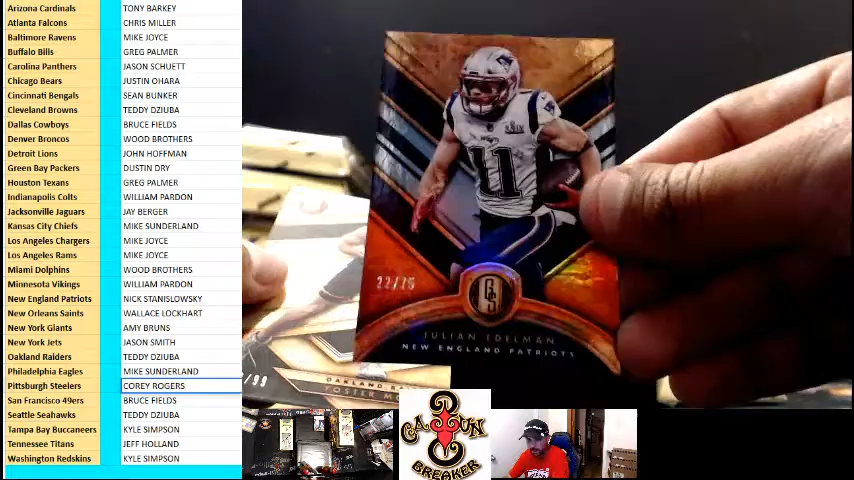 Arizona Cardinals TONY BARKEY
Atlanta Falcons CHRIS MILLER
Baltimore Ravens MIKE JOYCE
Buffalo Bills GREG PALMER
Carolina Panthers JASON SCHUETT
Chicago Bears JUSTIN OHARA
Cincinnati Bengals SEAN BUNKER
Cleveland Browns TEDDY DZIUBA
Dallas Cowboys BRUCE FIELDS
Denver Broncos WOOD BROTHERS
Detroit Lions JOHN HOFFMAN
Green Bay Packers DUSTIN DRY
Houston Texans GREG PALMER
Indianapolis Colts WILLIAM PARDON
Jacksonville Jaguars JAY BERGER
Kansas City Chiefs MIKE SUNDERLAND
Los Angeles Chargers MIKE JOYCE
Los Angeles Rams MIKE JOYCE
Miami Dolphins WOOD BROTHERS
Minnesota Vikings WILLIAM PARDON
New England Patriots NICK STANISLOWSKY
New Orleans Saints WALLACE LOCKHART
New York Giants AMY BRUNS
New York Jets JASON SMITH
Oakland Raiders TEDDY DZIUBA
Philadelphia Eagles MIKE SUNDERLAND
Pittsburgh Steelers COREY ROGERS
San Francisco 49ers BRUCE FIELDS
Seattle Seahawks TEDDY DZIUBA
Tampa Bay Buccaneers KYLE SIMPSON
Tennessee Titans JEFF HOLLAND
Washington Redskins KYLE SIMPSON
11
22/75
GS
JULIAN EDELMAN
NEW ENGLAND PATRIOTS
/99
OAKLAND
FOSTER
CAJUN
BREAKER